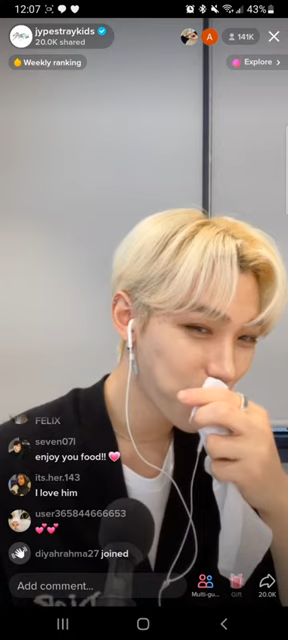 12:07
43%
jypestraykids
20.0K shared
A
141K
Weekly ranking
Explore
FELIX
seven07l
enjoy you food!!
its.her.143
I love him
user365844666653
diyahrahma27 joined
Add comment...
Multi-gu...
Gift
20.0K